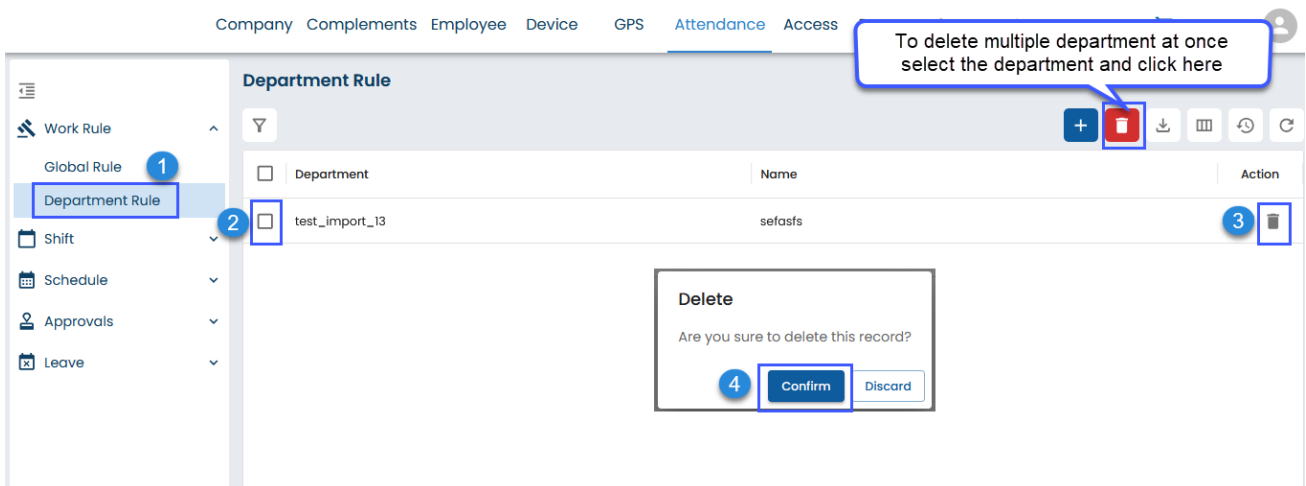 Company Complements Employee Device GPS Attendance Access
To delete multiple department at once
select the department and click here
Department Rule
Work Rule
Global Rule
1
Department Rule
Shift
Schedule
Approvals
Leave
Department Name Action
2 test_import_13 sefasfs 3
Delete
Are you sure to delete this record?
4 Confirm Discard